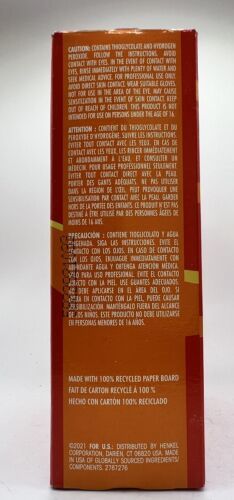 CAUTION: CONTAINS THIOGLYCOLATE AND HYDROGEN
PEROXIDE. FOLLOW THE INSTRUCTIONS. AVOID
CONTACT WITH EYES. IN THE EVENT OF CONTACT WITH
EYES, RINSE IMMEDIATELY WITH PLENTY OF WATER AND
SEEK MEDICAL ADVICE. FOR PROFESSIONAL USE ONLY.
AVOID DIRECT SKIN CONTACT. WEAR SUITABLE GLOVES.
NOT FOR USE IN THE AREA OF THE EYE. MAY CAUSE
SENSITIZATION IN THE EVENT OF SKIN CONTACT. KEEP
OUT OF REACH OF CHILDREN. THIS PRODUCT IS NOT
INTENDED FOR USE ON PERSONS UNDER THE AGE OF 16.
ATTENTION : CONTIENT DU THIOGLYCOLATE ET DU
PEROXYDE D'HYDROGÈNE. SUIVRE LES INSTRUCTIONS.
ÉVITER TOUT CONTACT AVEC LES YEUX. EN CAS DE
CONTACT AVEC LES YEUX, LES RINCER IMMÉDIATEMENT
ET ABONDAMMENT À L'EAU, ET CONSULTER UN
MÉDECIN. POUR USAGE PROFESSIONNEL SEULEMENT.
ÉVITER TOUT CONTACT DIRECT AVEC LA PEAU.
PORTER DES GANTS ADÉQUATS. NE PAS UTILISER
DANS LA RÉGION DE L'ŒIL. PEUT PROVOQUER UNE
SENSIBILISATION PAR CONTACT AVEC LA PEAU. GARDER
HORS DE LA PORTÉE DES ENFANTS. CE PRODUIT N'EST PAS
DESTINÉ À ÊTRE UTILISÉ PAR DES PERSONNES ÂGÉES
DE MOINS DE 16 ANS.
PRECAUCIÓN : CONTIENE TIOGLICOLATO Y AGUA
OXIGENADA. SIGA LAS INSTRUCCIONES. EVITE EL
CONTACTO CON LOS OJOS. EN CASO DE CONTACTO
CON LOS OJOS, ENJUAGUE INMEDIATAMENTE CON
ABUNDANTE AGUA Y OBTENGA ATENCIÓN MÉDICA.
SÓLO PARA USO PROFESIONAL. EVITE EL CONTACTO
DIRECTO CON LA PIEL. USE GUANTES ADECUADOS.
NO DEBE APLICARSE EN EL ÁREA DEL OJO. SI
ENTRA EN CONTACTO CON LA PIEL, PUEDE CAUSAR
SENSIBILIZACIÓN. MANTÉNGALO FUERA DEL ALCANCE
DE LOS NIÑOS. ESTE PRODUCTO NO DEBE UTILIZARSE
EN PERSONAS MENORES DE 16 AÑOS.
MADE WITH 100% RECYCLED PAPER BOARD
FAIT DE CARTON RECYCLÉ À 100 %
HECHO CON CARTÓN 100% RECICLADO
©2021 FOR U.S.: DISTRIBUTED BY HENKEL
CORPORATION, DARIEN, CT 06820 USA. MADE
IN USA OF GLOBALLY SOURCED INGREDIENTS/
COMPONENTS. 2787276